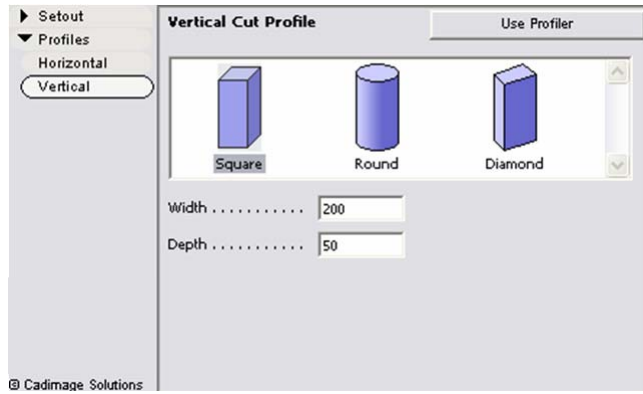 Setout
Profiles
Horizontal
Vertical
Vertical Cut Profile
Use Profiler
Square
Round
Diamond
Width . . . . . . . . . . . 200
Depth . . . . . . . . . . . 50
© Cadimage Solutions